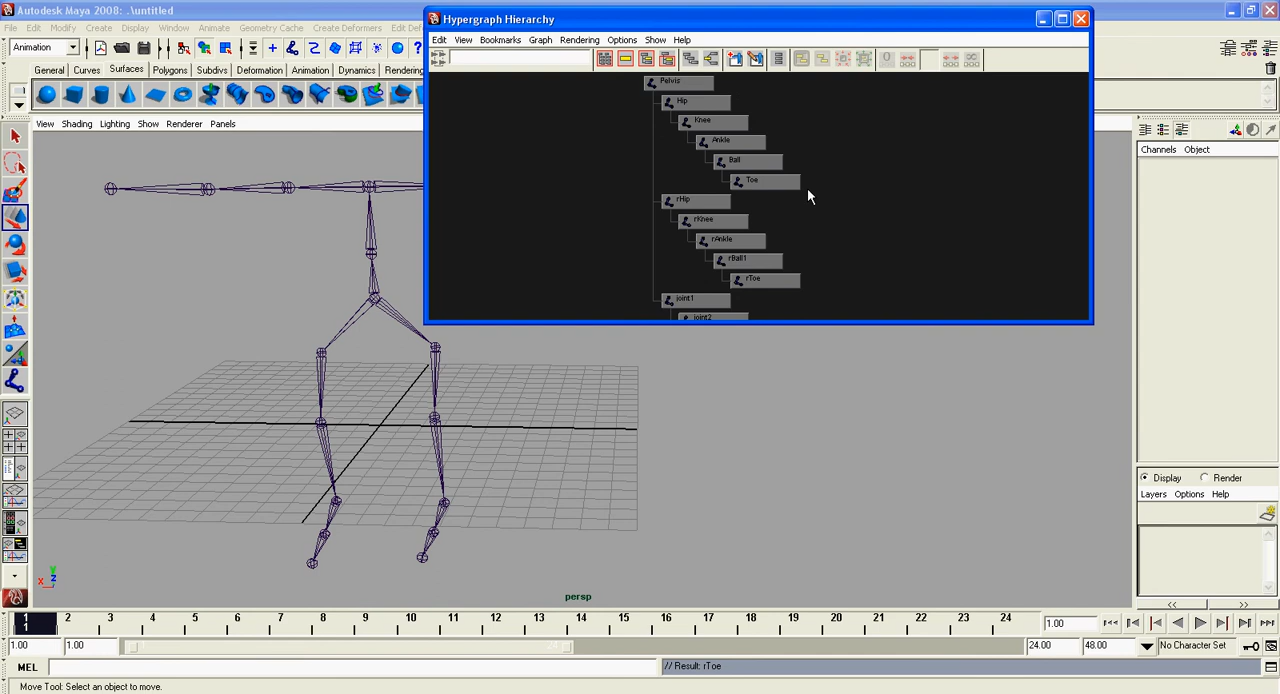 Autodesk Maya 2008: .\untitled
Hypergraph Hierarchy
File Edit Modify Create Display Window Animate Geometry Cache Create Deformers Edit Def
Edit View Bookmarks Graph Rendering Options Show Help
Animation
General Curves Surfaces Polygons Subdivs Deformation Animation Dynamics Rendering
View Shading Lighting Show Renderer Panels
Pelvis
Hip
Knee
Ankle
Ball
Toe
rHip
rKnee
rAnkle
rBall1
rToe
joint1
joint2
Channels Object
Display Render
Layers Options Help
persp
x y z
1 2 3 4 5 6 7 8 9 10 11 12 13 14 15 16 17 18 19 20 21 22 23 24
1
1.00
1.00 1.00 24.00 48.00 No Character Set
MEL // Result: rToe
Move Tool: Select an object to move.